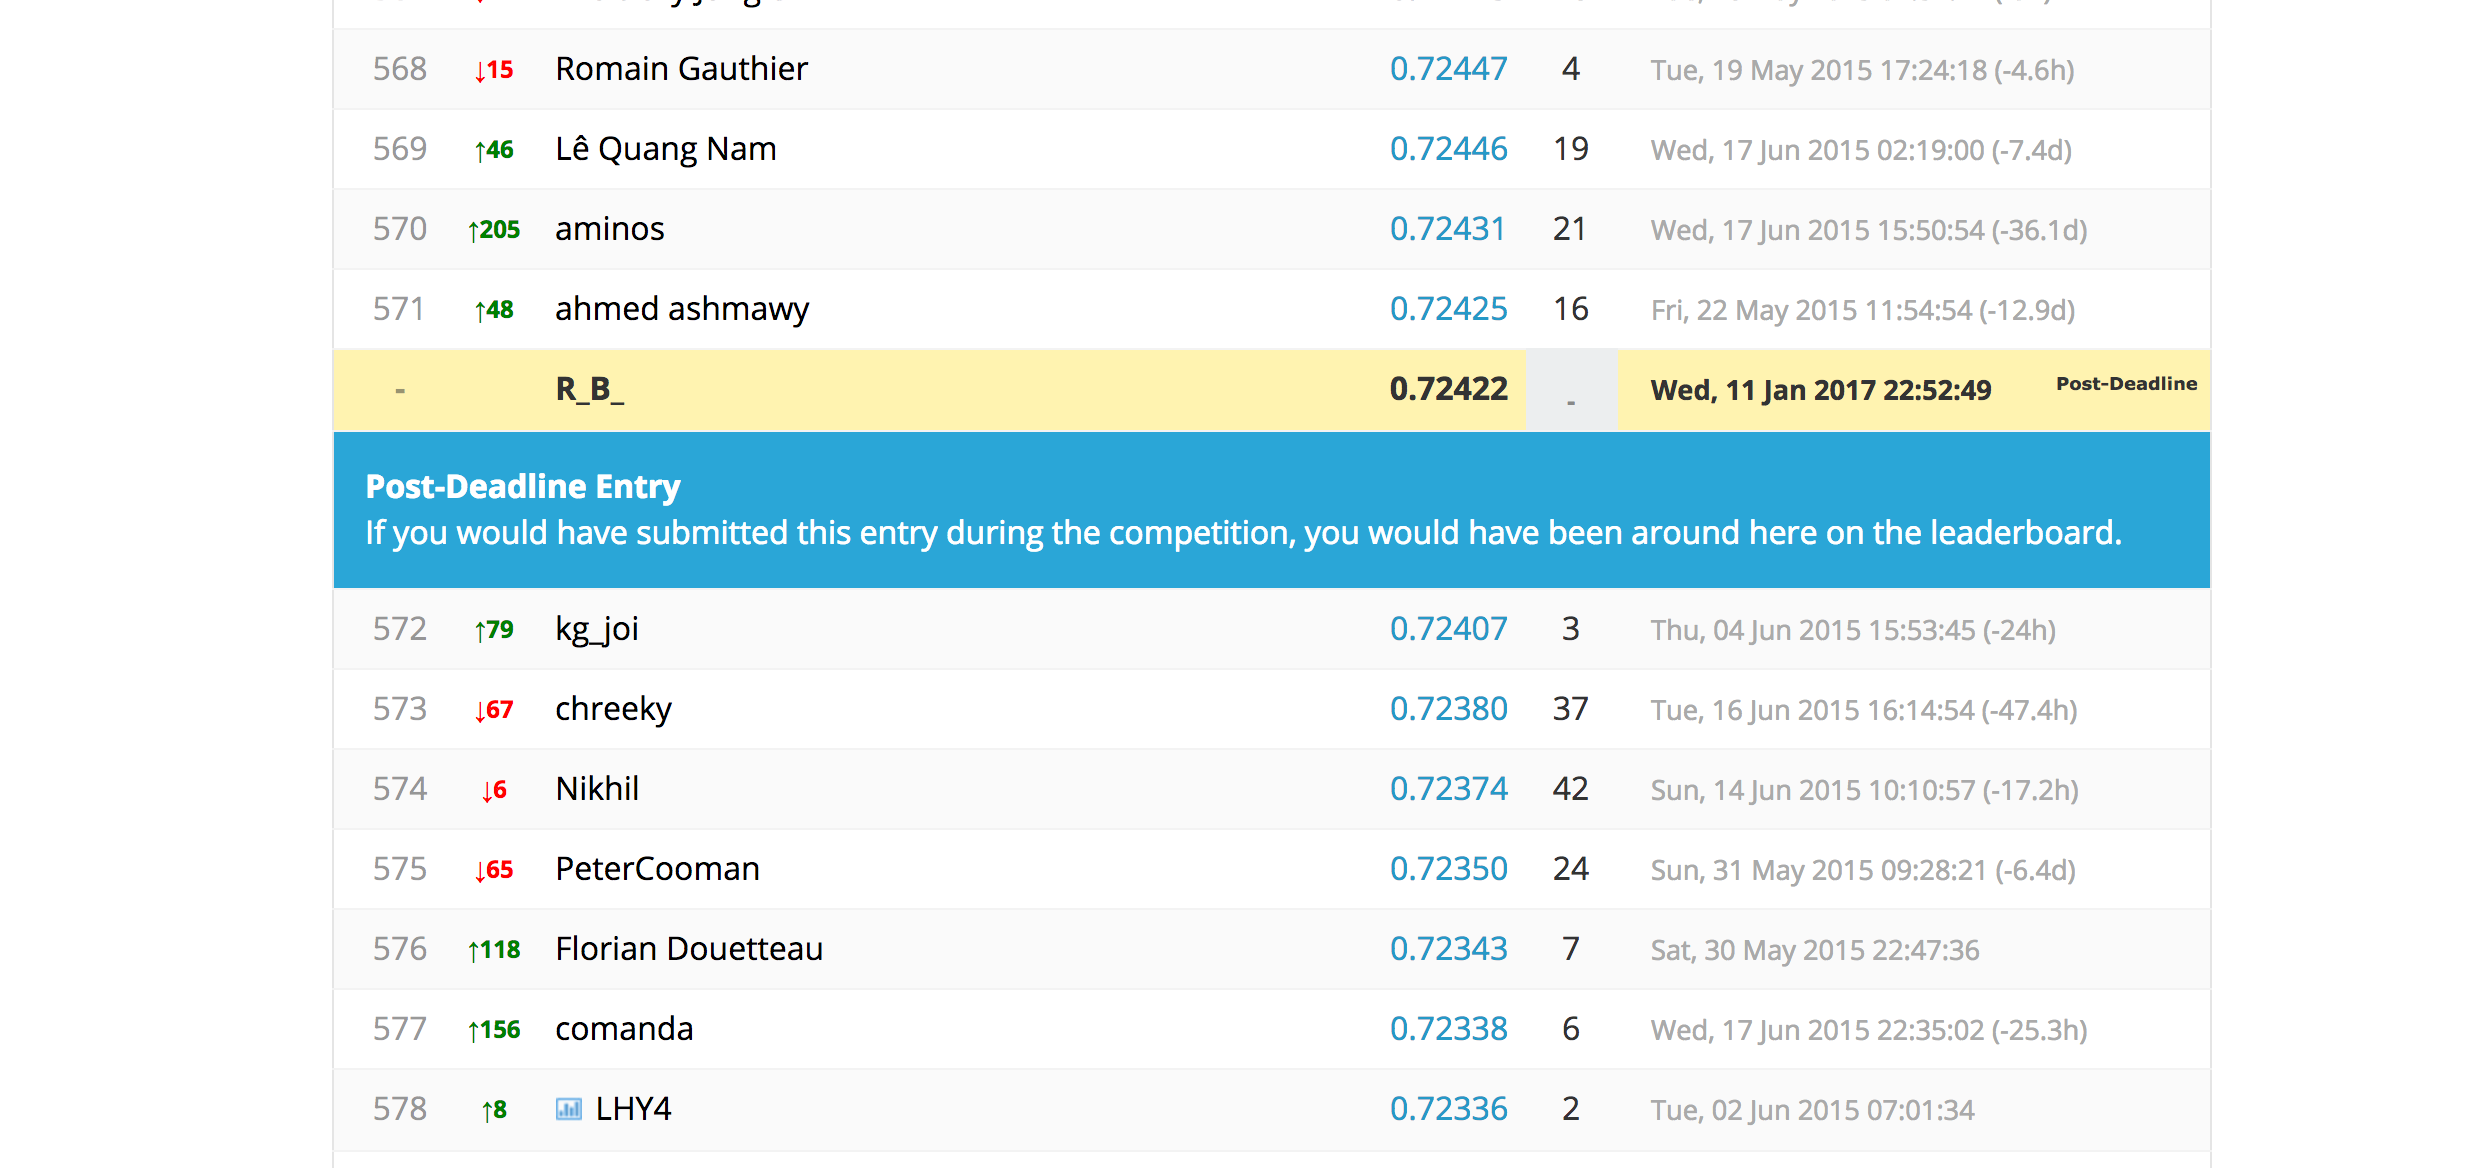 568 ↓15 Romain Gauthier 0.72447 4 Tue, 19 May 2015 17:24:18 (-4.6h)
569 ↑46 Lê Quang Nam 0.72446 19 Wed, 17 Jun 2015 02:19:00 (-7.4d)
570 ↑205 aminos 0.72431 21 Wed, 17 Jun 2015 15:50:54 (-36.1d)
571 ↑48 ahmed ashmawy 0.72425 16 Fri, 22 May 2015 11:54:54 (-12.9d)
- R_B_ 0.72422 - Wed, 11 Jan 2017 22:52:49 Post-Deadline
Post-Deadline Entry
If you would have submitted this entry during the competition, you would have been around here on the leaderboard.
572 ↑79 kg_joi 0.72407 3 Thu, 04 Jun 2015 15:53:45 (-24h)
573 ↓67 chreeky 0.72380 37 Tue, 16 Jun 2015 16:14:54 (-47.4h)
574 ↓6 Nikhil 0.72374 42 Sun, 14 Jun 2015 10:10:57 (-17.2h)
575 ↓65 PeterCooman 0.72350 24 Sun, 31 May 2015 09:28:21 (-6.4d)
576 ↑118 Florian Douetteau 0.72343 7 Sat, 30 May 2015 22:47:36
577 ↑156 comanda 0.72338 6 Wed, 17 Jun 2015 22:35:02 (-25.3h)
578 ↑8 LHY4 0.72336 2 Tue, 02 Jun 2015 07:01:34